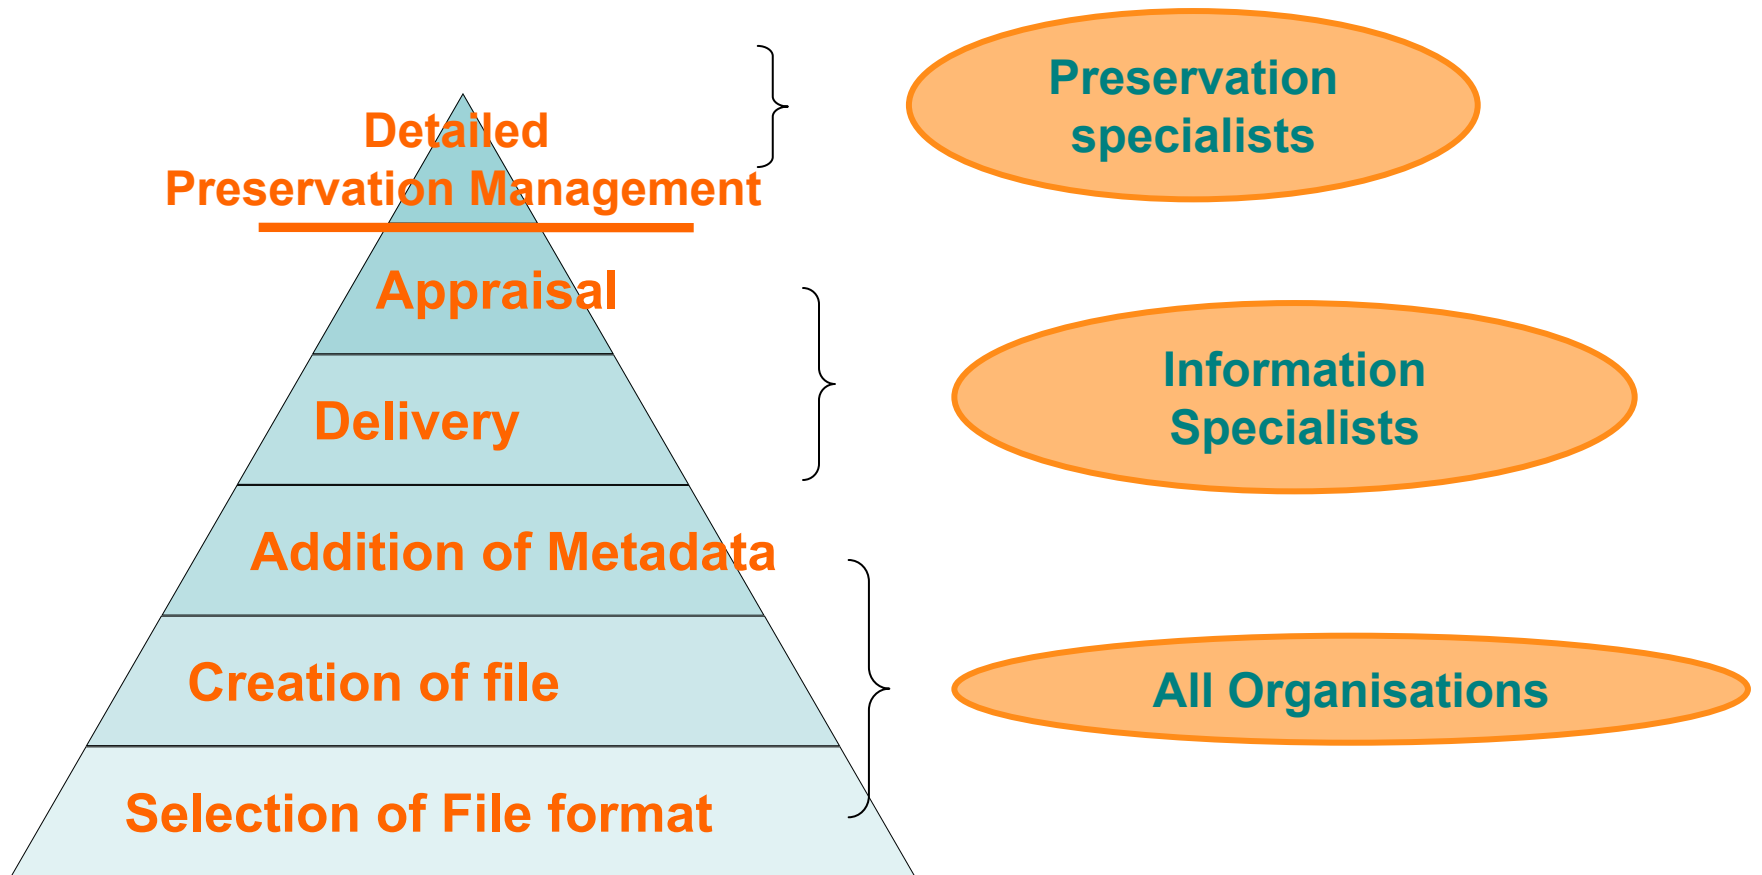 Detailed
Preservation Management
Appraisal
Delivery
Addition of Metadata
Creation of file
Selection of File format
Preservation
specialists
Information
Specialists
All Organisations